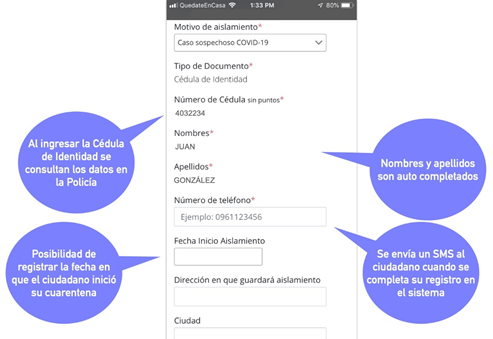 QuedateEnCasa 1:33 PM 80%
Motivo de aislamiento*
Caso sospechoso COVID-19
Tipo de Documento*
Cédula de Identidad
Número de Cédula sin puntos*
4032234
Nombres*
JUAN
Apellidos*
GONZÁLEZ
Número de teléfono*
Ejemplo: 0961123456
Fecha Inicio Aislamiento
Dirección en que guardará aislamiento
Ciudad
Al ingresar la Cédula
de Identidad se
consultan los datos en
la Policía
Nombres y apellidos
son auto completados
Posibilidad de
registrar la fecha en
que el ciudadano inició
su cuarentena
Se envía un SMS al
ciudadano cuando se
completa su registro en
el sistema